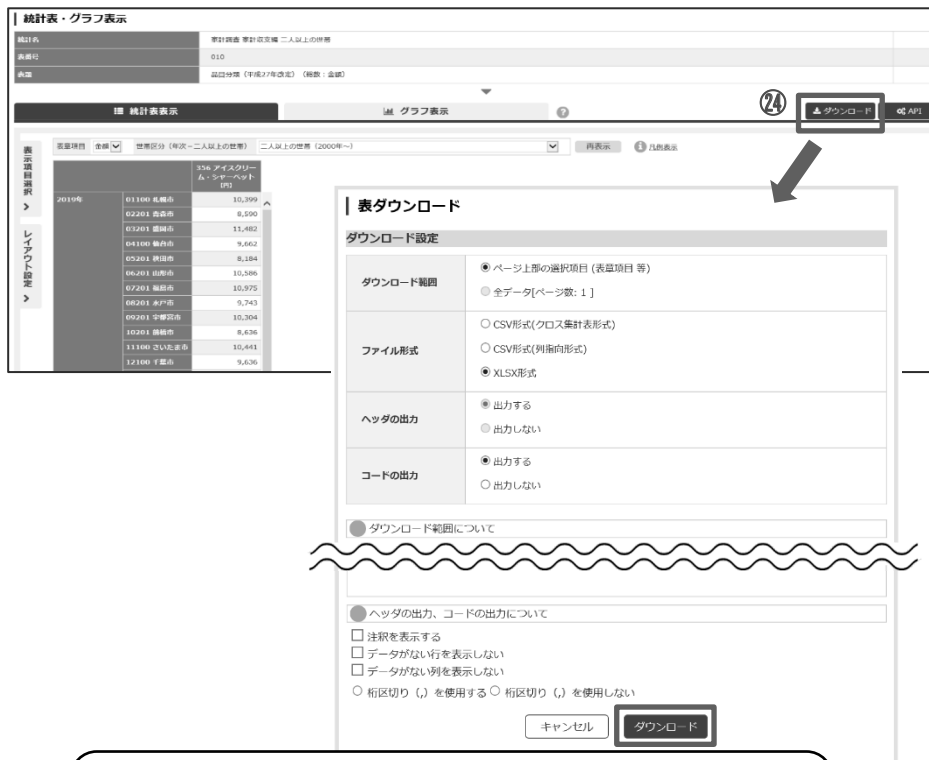 統計表・グラフ表示
統計名 家計調査 家計収支編 二人以上の世帯
表番号 010
表題 品目分類（平成27年改定）（総数：金額）
統計表表示 グラフ表示 ? ㉔ ダウンロード API
表示項目選択
レイアウト設定
表章項目 金額 世帯区分（年次－二人以上の世帯） 二人以上の世帯（2000年～） 再表示 凡例表示
356 アイスクリー
ム・シャーベット
[円]
2019年 01100 札幌市 10,399
02201 青森市 8,590
03201 盛岡市 11,482
04100 仙台市 9,662
05201 秋田市 8,184
06201 山形市 10,586
07201 福島市 10,975
08201 水戸市 9,743
09201 宇都宮市 10,304
10201 前橋市 8,636
11100 さいたま市 10,441
12100 千葉市 9,636
表ダウンロード
ダウンロード設定
ダウンロード範囲
ページ上部の選択項目 (表章項目 等)
全データ[ページ数: 1 ]
ファイル形式
CSV形式(クロス集計表形式)
CSV形式(列指向形式)
XLSX形式
ヘッダの出力
出力する
出力しない
コードの出力
出力する
出力しない
ダウンロード範囲について
ヘッダの出力、コードの出力について
注釈を表示する
データがない行を表示しない
データがない列を表示しない
桁区切り（,）を使用する 桁区切り（,）を使用しない
キャンセル ダウンロード